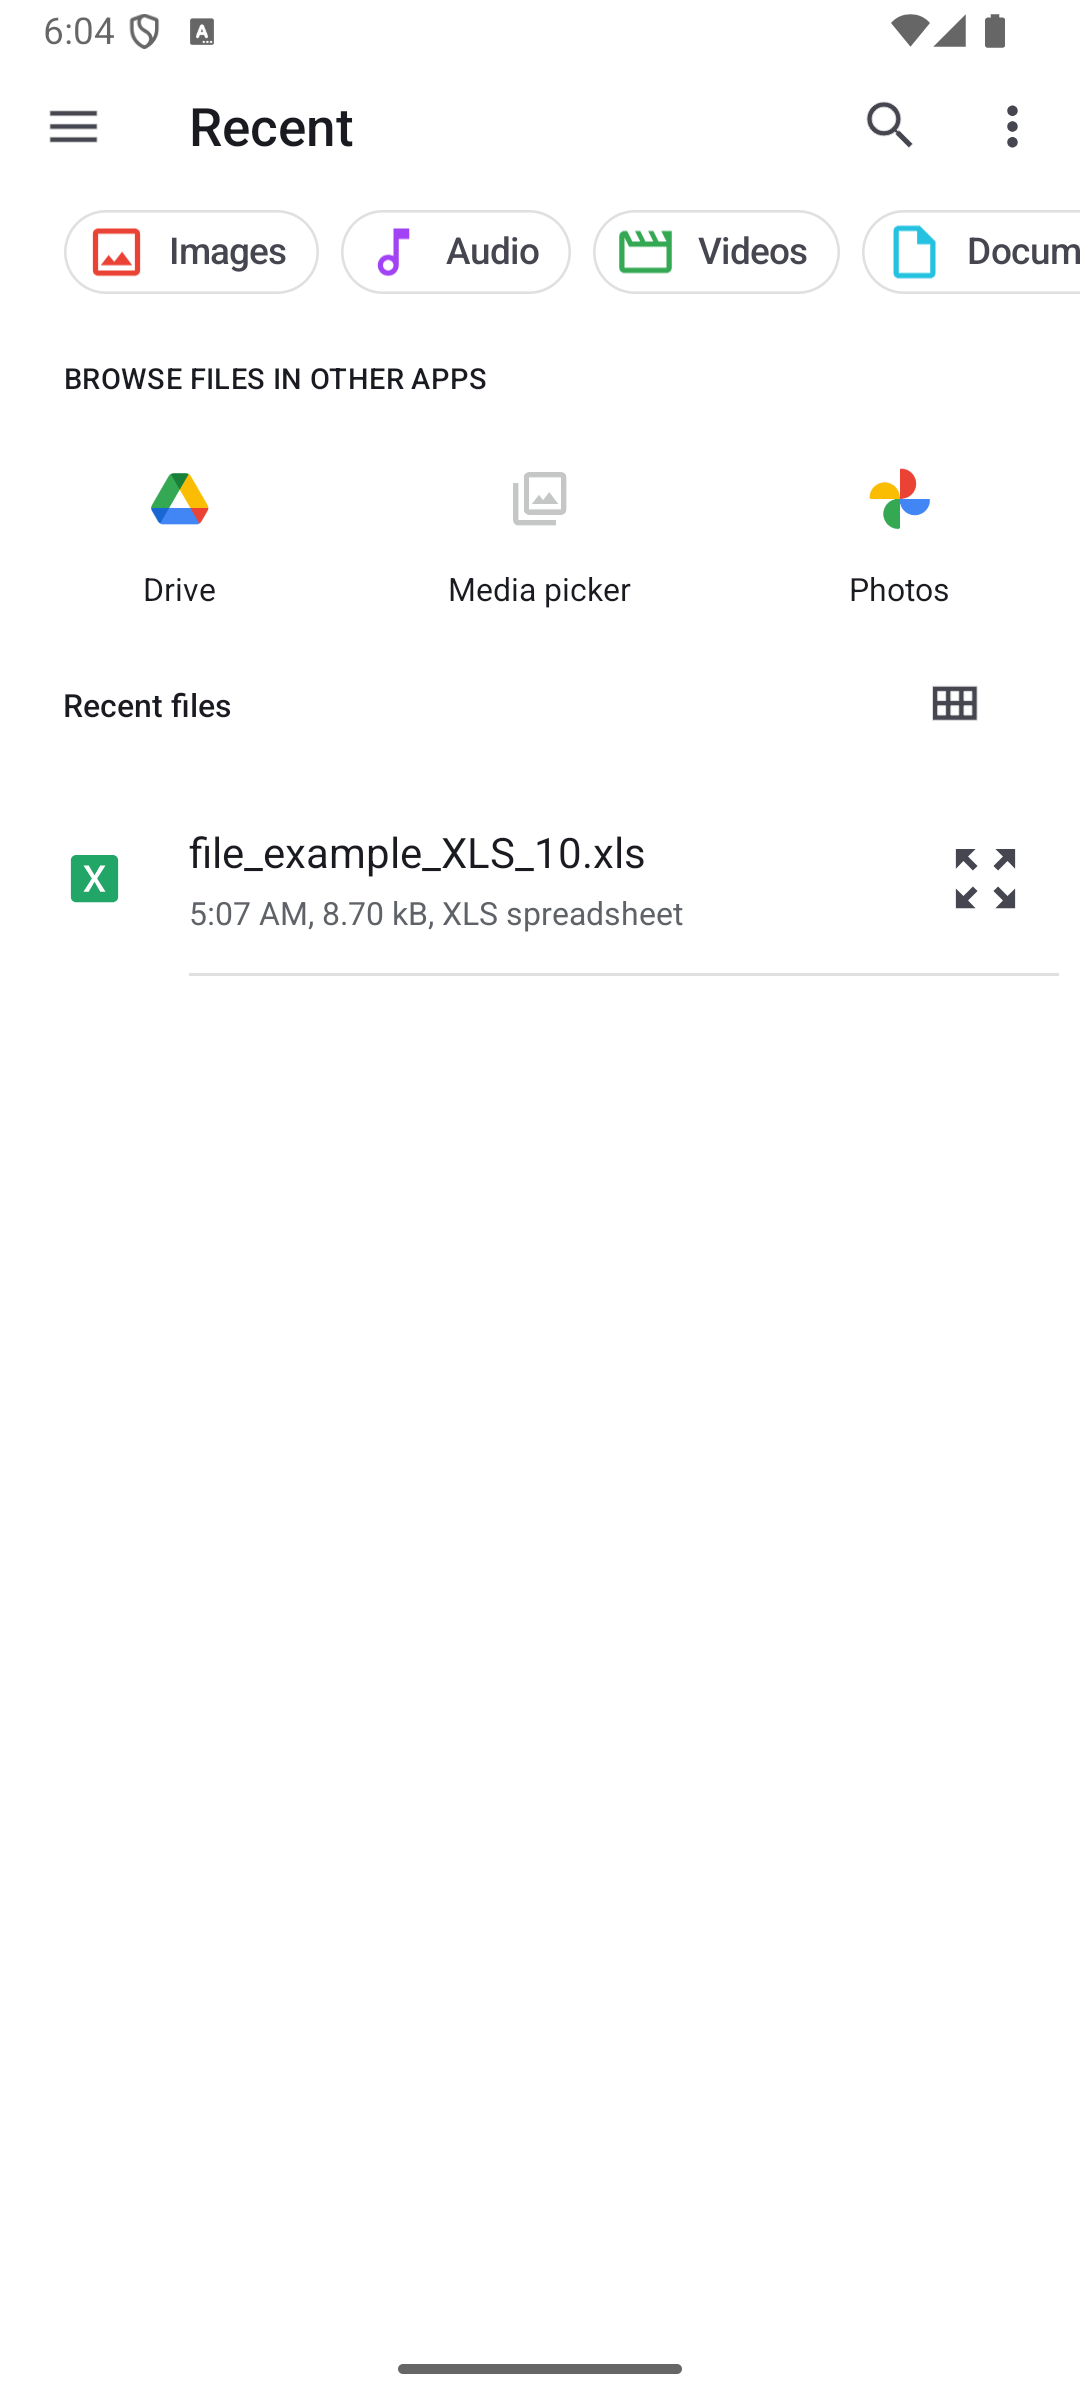 6:04
Recent
Images
Audio
Videos
Docum
BROWSE FILES IN OTHER APPS
Drive
Media picker
Photos
Recent files
X
file_example_XLS_10.xls
5:07 AM, 8.70 kB, XLS spreadsheet